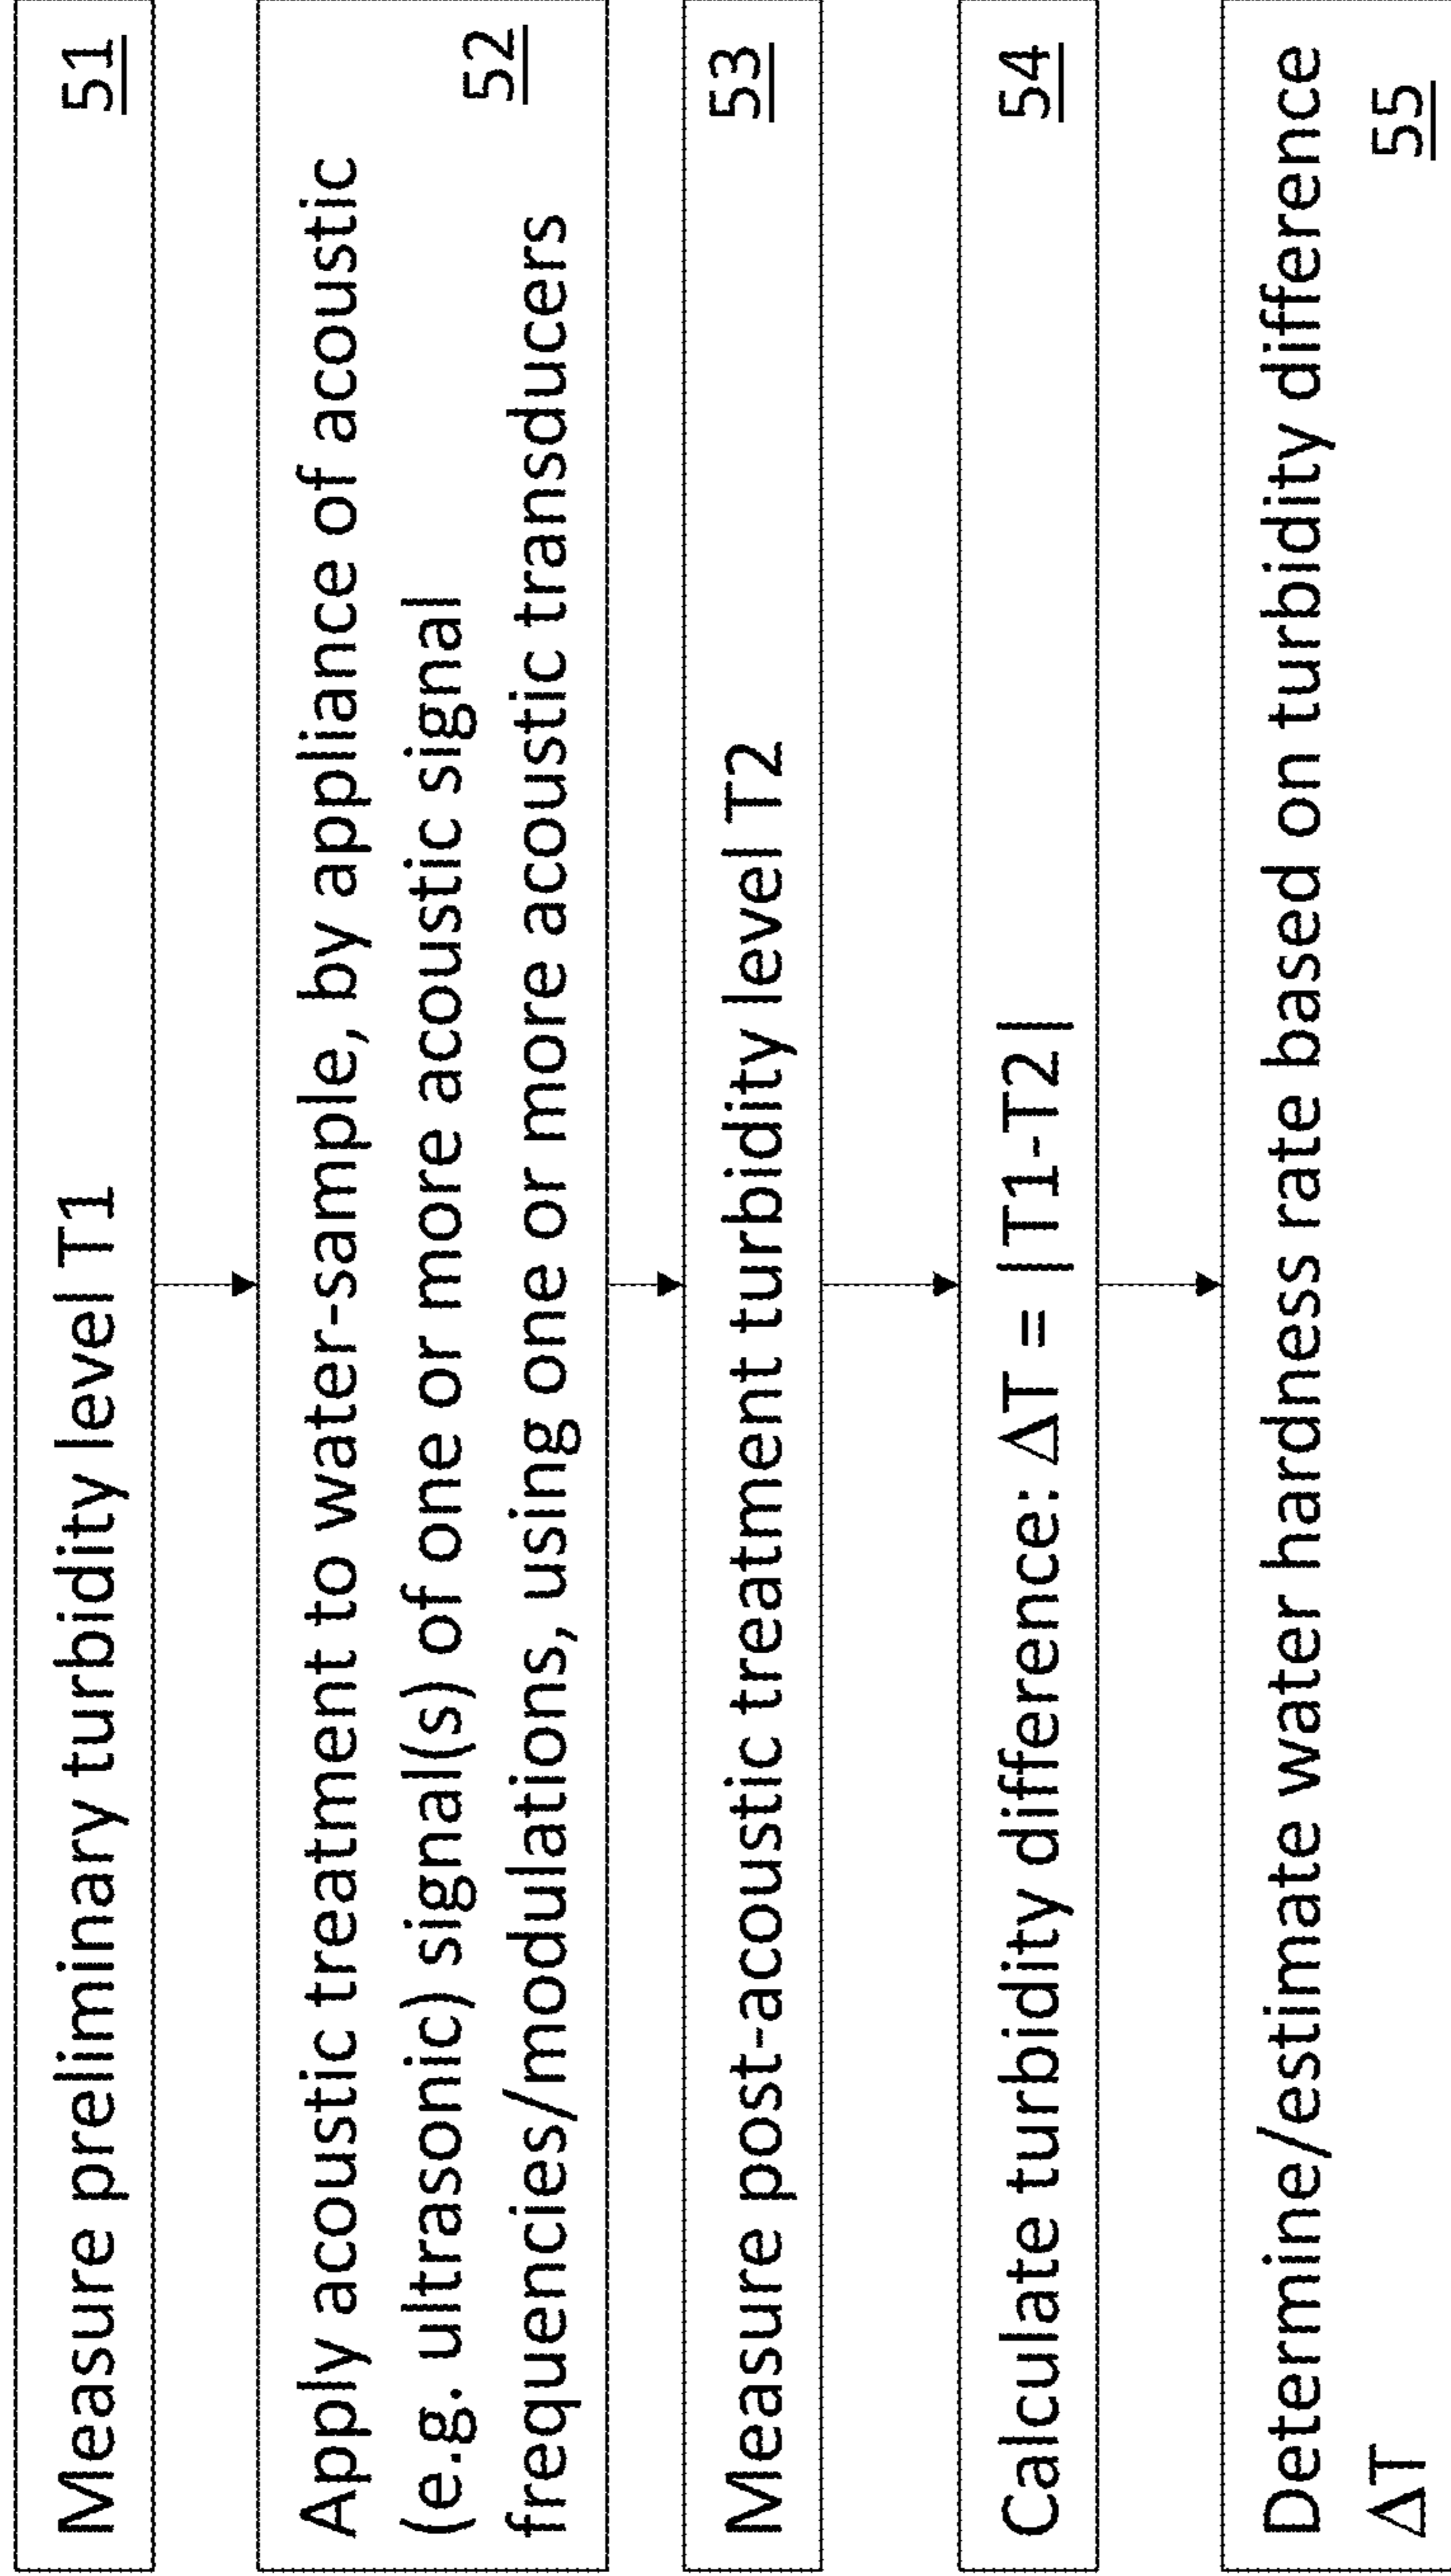 Measure preliminary turbidity level T1
51
Apply acoustic treatment to water-sample, by appliance of acoustic
(e.g. ultrasonic) signal(s) of one or more acoustic signal
frequencies/modulations, using one or more acoustic transducers
52
Measure post-acoustic treatment turbidity level T2
53
Calculate turbidity difference: ΔT = |T1-T2|
54
Determine/estimate water hardness rate based on turbidity difference
ΔT
55